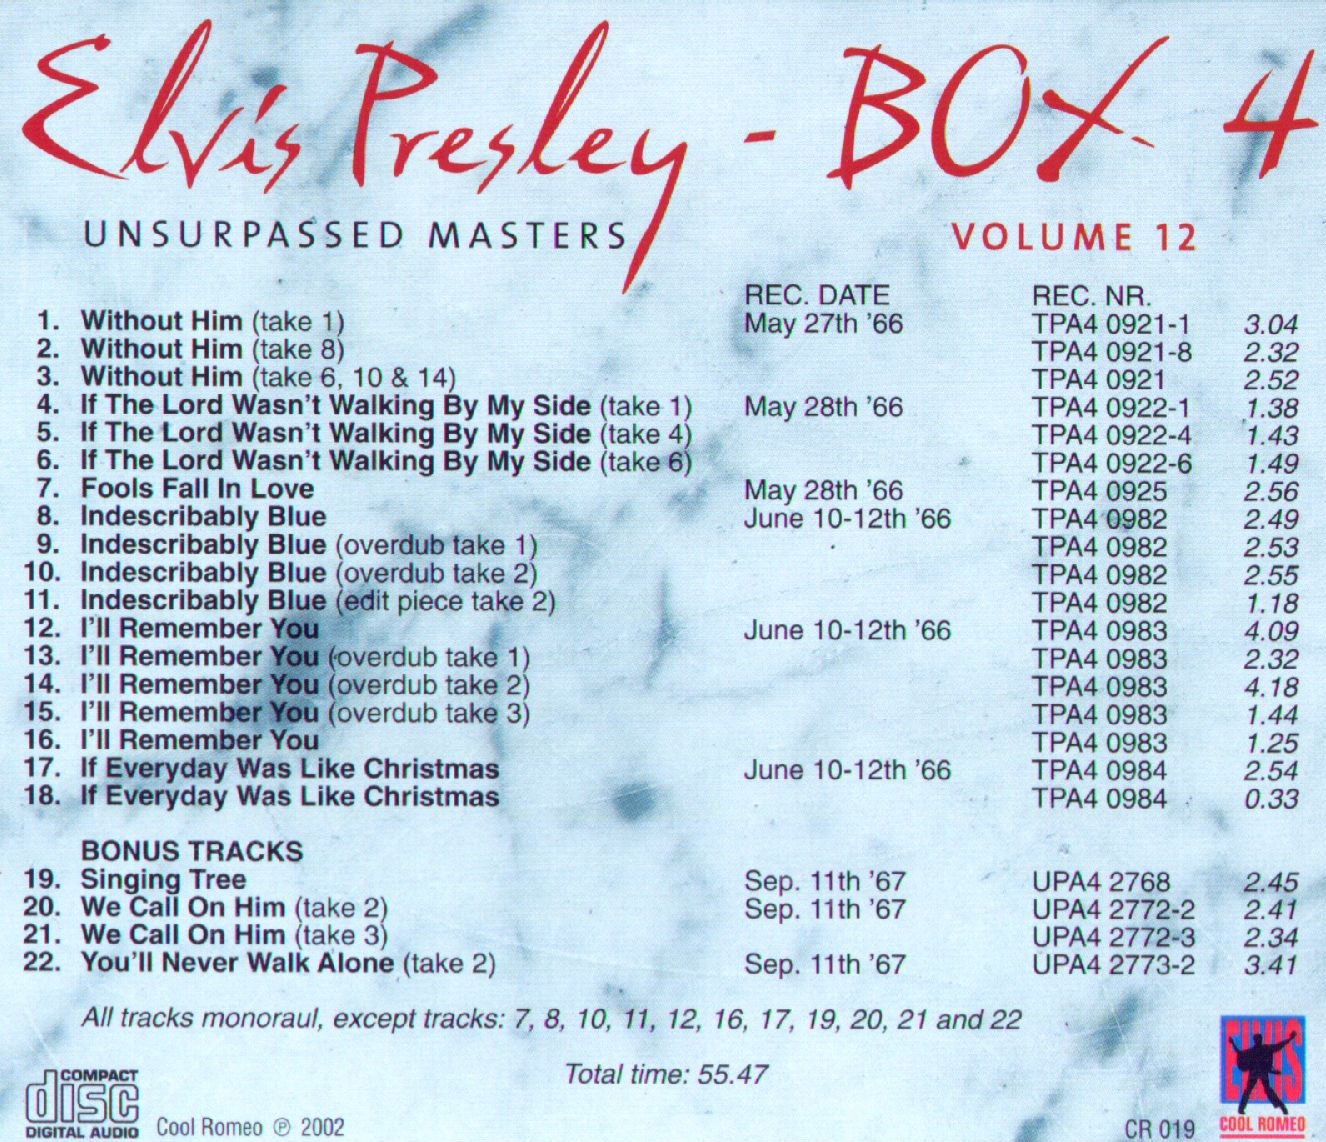 Elvis Presley - BOX 4
UNSURPASSED MASTERS VOLUME 12
REC. DATE REC. NR.
1. Without Him (take 1) May 27th '66 TPA4 0921-1 3.04
2. Without Him (take 8) TPA4 0921-8 2.32
3. Without Him (take 6, 10 & 14) TPA4 0921 2.52
4. If The Lord Wasn't Walking By My Side (take 1) May 28th '66 TPA4 0922-1 1.38
5. If The Lord Wasn't Walking By My Side (take 4) TPA4 0922-4 1.43
6. If The Lord Wasn't Walking By My Side (take 6) TPA4 0922-6 1.49
7. Fools Fall In Love May 28th '66 TPA4 0925 2.56
8. Indescribably Blue June 10-12th '66 TPA4 0982 2.49
9. Indescribably Blue (overdub take 1) TPA4 0982 2.53
10. Indescribably Blue (overdub take 2) TPA4 0982 2.55
11. Indescribably Blue (edit piece take 2) TPA4 0982 1.18
12. I'll Remember You June 10-12th '66 TPA4 0983 4.09
13. I'll Remember You (overdub take 1) TPA4 0983 2.32
14. I'll Remember You (overdub take 2) TPA4 0983 4.18
15. I'll Remember You (overdub take 3) TPA4 0983 1.44
16. I'll Remember You TPA4 0983 1.25
17. If Everyday Was Like Christmas June 10-12th '66 TPA4 0984 2.54
18. If Everyday Was Like Christmas TPA4 0984 0.33
BONUS TRACKS
19. Singing Tree Sep. 11th '67 UPA4 2768 2.45
20. We Call On Him (take 2) Sep. 11th '67 UPA4 2772-2 2.41
21. We Call On Him (take 3) UPA4 2772-3 2.34
22. You'll Never Walk Alone (take 2) Sep. 11th '67 UPA4 2773-2 3.41
All tracks monoraul, except tracks: 7, 8, 10, 11, 12, 16, 17, 19, 20, 21 and 22
Total time: 55.47
COMPACT
disc
DIGITAL AUDIO
Cool Romeo ℗ 2002
CR 019
ELVIS
COOL ROMEO